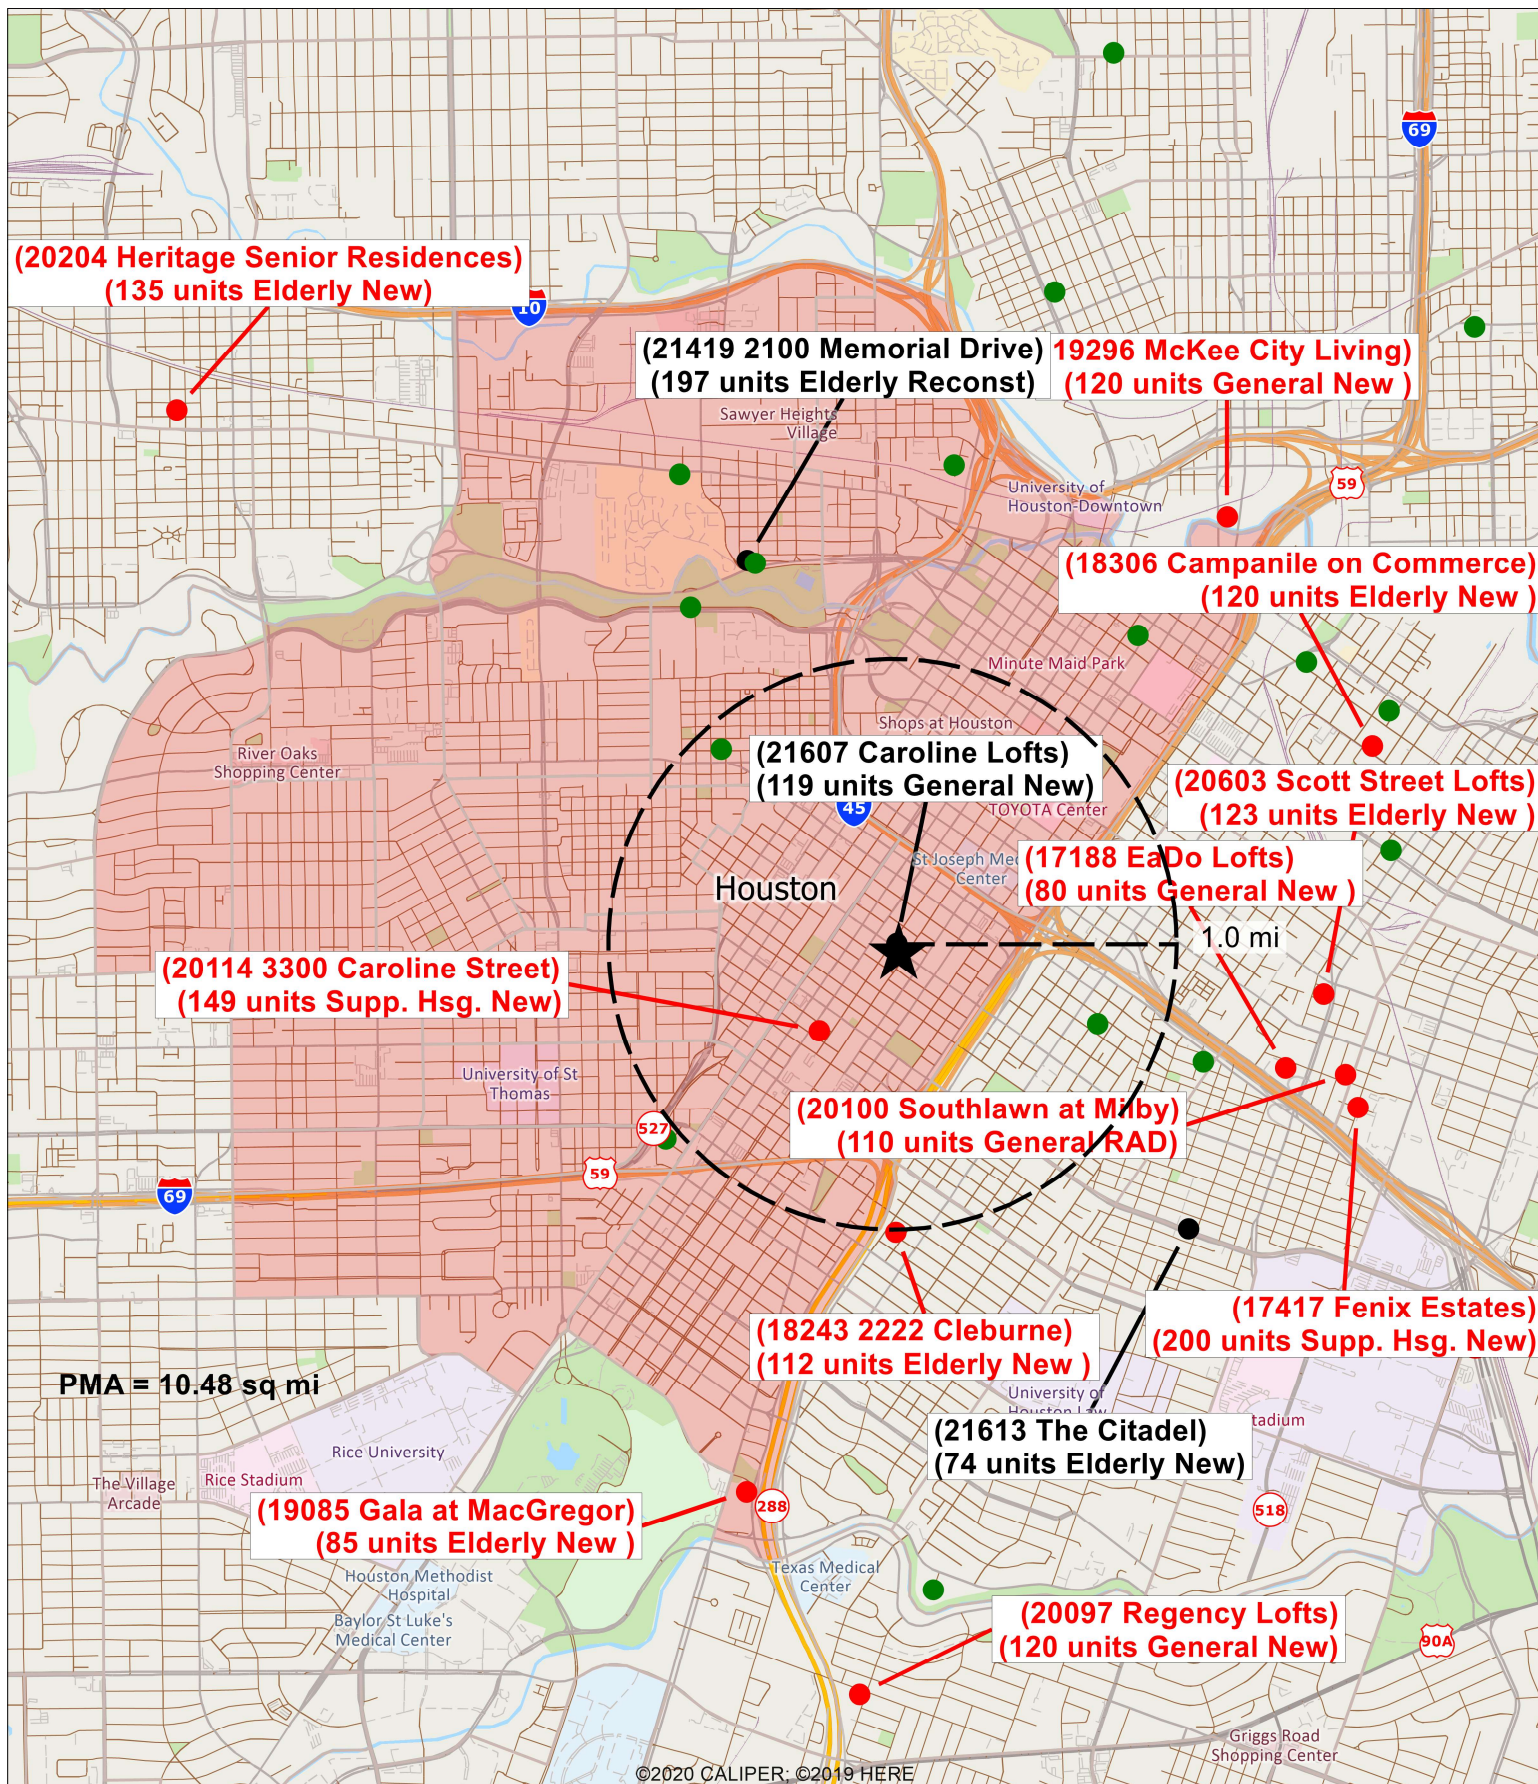 69
(20204 Heritage Senior Residences)
(135 units Elderly New)
10
(21419 2100 Memorial Drive)
(197 units Elderly Reconst)
19296 McKee City Living)
(120 units General New )
Sawyer Heights
Village
University of
Houston-Downtown
59
(18306 Campanile on Commerce)
(120 units Elderly New )
Minute Maid Park
Shops at Houston
River Oaks
Shopping Center
(21607 Caroline Lofts)
(119 units General New)
45
TOYOTA Center
(20603 Scott Street Lofts)
(123 units Elderly New )
St Joseph Med
Center
(17188 EaDo Lofts)
(80 units General New )
Houston
1.0 mi
(20114 3300 Caroline Street)
(149 units Supp. Hsg. New)
University of St
Thomas
(20100 Southlawn at Milby)
(110 units General RAD)
527
59
69
(17417 Fenix Estates)
(200 units Supp. Hsg. New)
(18243 2222 Cleburne)
(112 units Elderly New )
PMA = 10.48 sq mi
University of
Houston Law
(21613 The Citadel)
(74 units Elderly New)
tadium
Rice University
Rice Stadium
The Village
Arcade
(19085 Gala at MacGregor)
(85 units Elderly New )
288
518
Texas Medical
Center
Houston Methodist
Hospital
Baylor St Luke's
Medical Center
(20097 Regency Lofts)
(120 units General New)
90A
Griggs Road
Shopping Center
©2020 CALIPER; ©2019 HERE